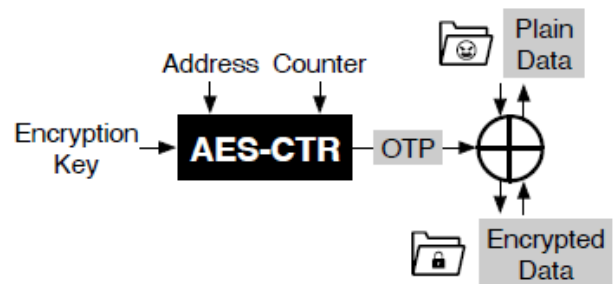 Plain
Data
Address Counter
Encryption
Key
AES-CTR
OTP
Encrypted
Data